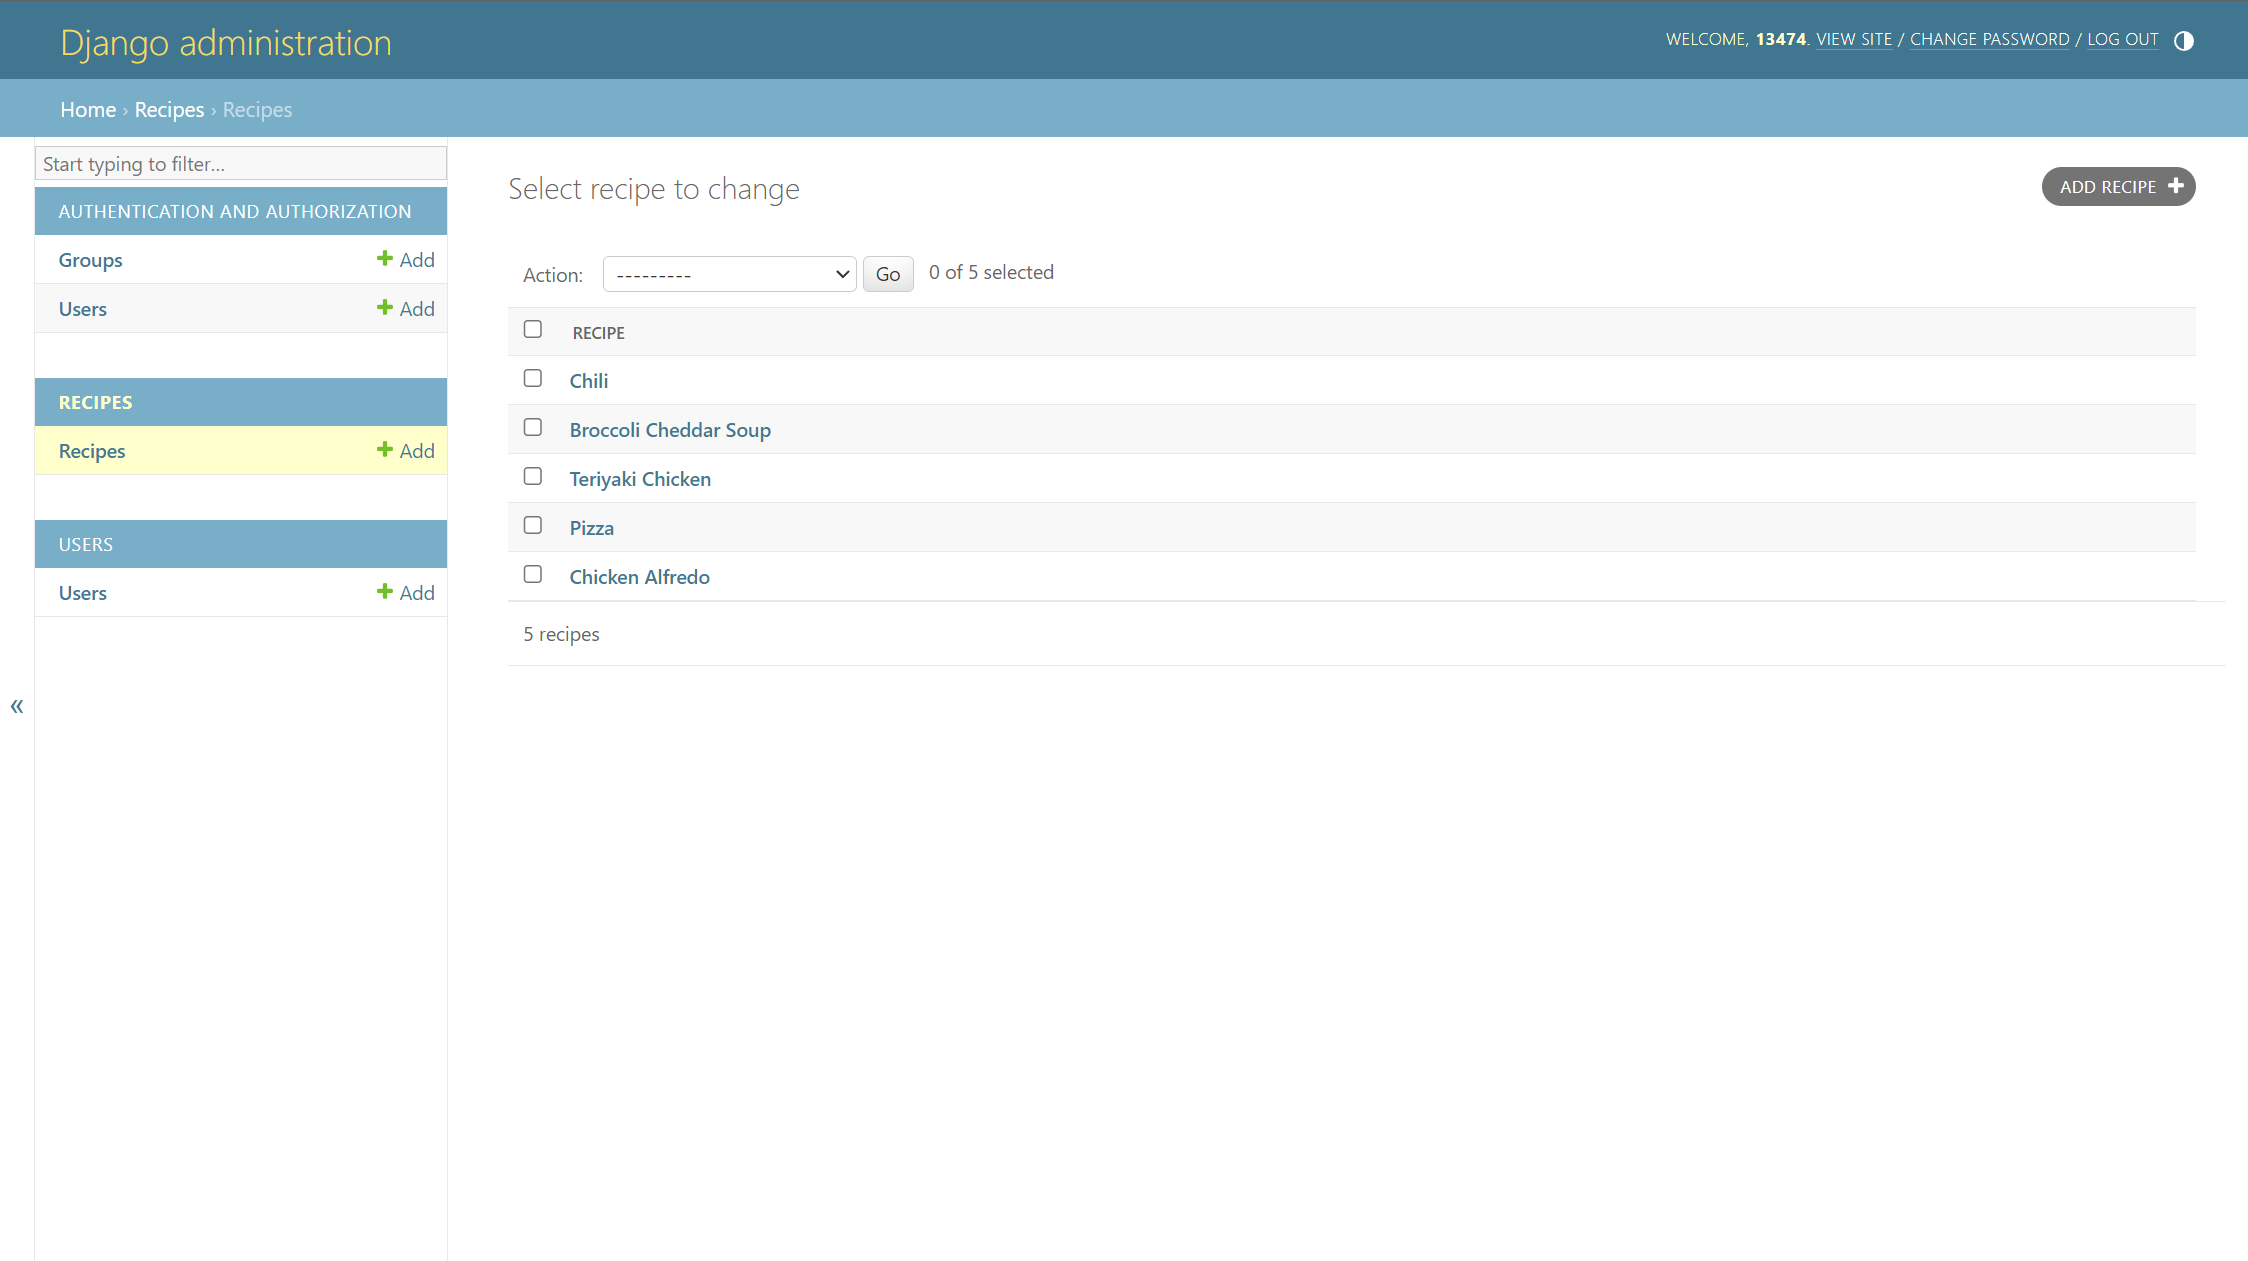 Django administration
WELCOME, 13474. VIEW SITE / CHANGE PASSWORD / LOG OUT
Home › Recipes › Recipes
Start typing to filter...
AUTHENTICATION AND AUTHORIZATION
Groups + Add
Users + Add
RECIPES
Recipes + Add
USERS
Users + Add
«
Select recipe to change
ADD RECIPE +
Action: --------- Go 0 of 5 selected
RECIPE
Chili
Broccoli Cheddar Soup
Teriyaki Chicken
Pizza
Chicken Alfredo
5 recipes